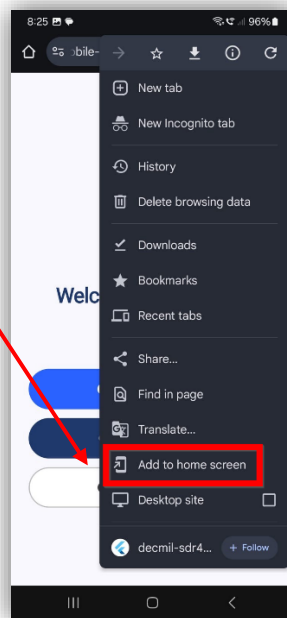 8:25
96%
bile-
New tab
New Incognito tab
History
Delete browsing data
Downloads
Bookmarks
Recent tabs
Share...
Find in page
Translate...
Add to home screen
Desktop site
Welc
decmil-sdr4...
+ Follow